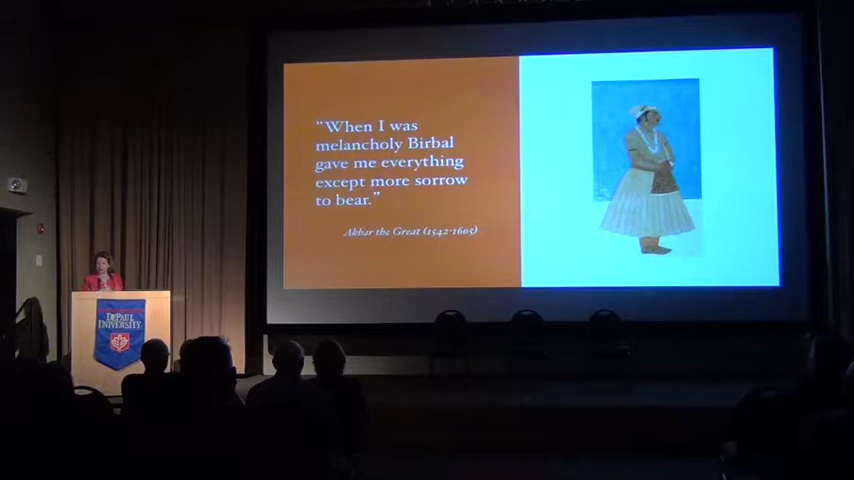 "When I was
melancholy Birbal
gave me everything
except more sorrow
to bear."
Akbar the Great (1542-1605)
DEPAUL
UNIVERSITY